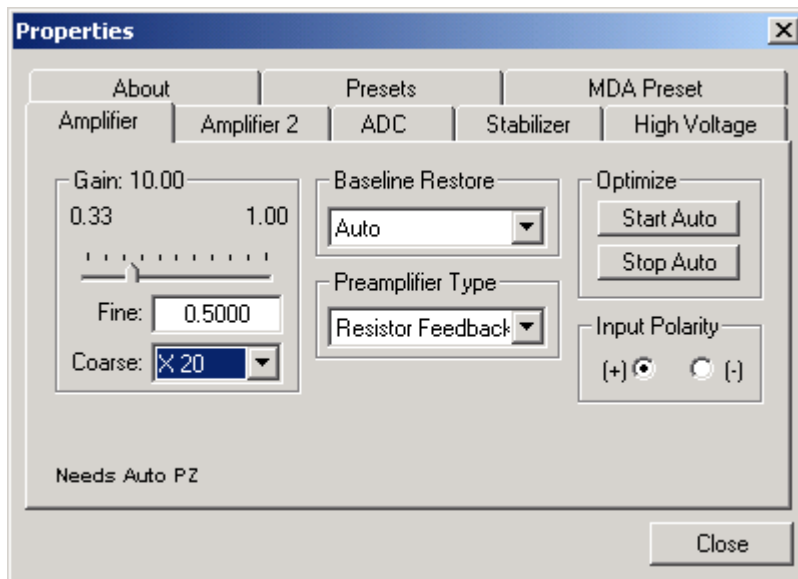 Properties
About Presets MDA Preset
Amplifier Amplifier 2 ADC Stabilizer High Voltage
Gain: 10.00
0.33 1.00
Fine: 0.5000
Coarse: X 20
Baseline Restore
Auto
Preamplifier Type
Resistor Feedback
Optimize
Start Auto
Stop Auto
Input Polarity
(+) (-)
Needs Auto PZ
Close